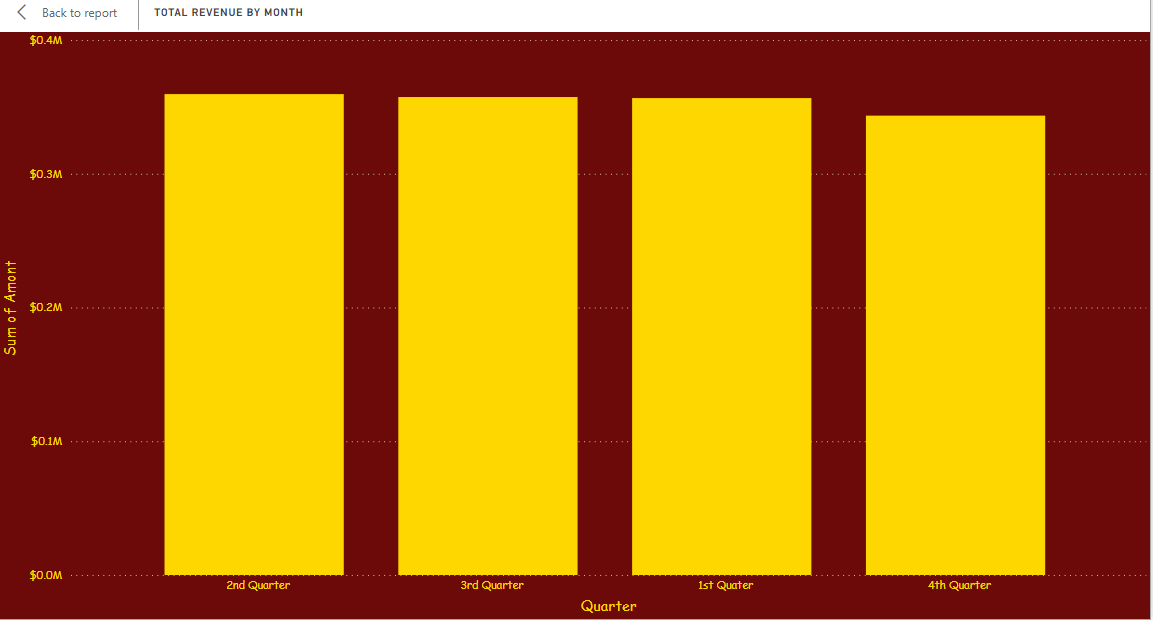 Back to report
TOTAL REVENUE BY MONTH
$0.4M
$0.3M
$0.2M
$0.1M
$0.0M
Sum of Amont
2nd Quarter
3rd Quarter
1st Quater
4th Quarter
Quarter